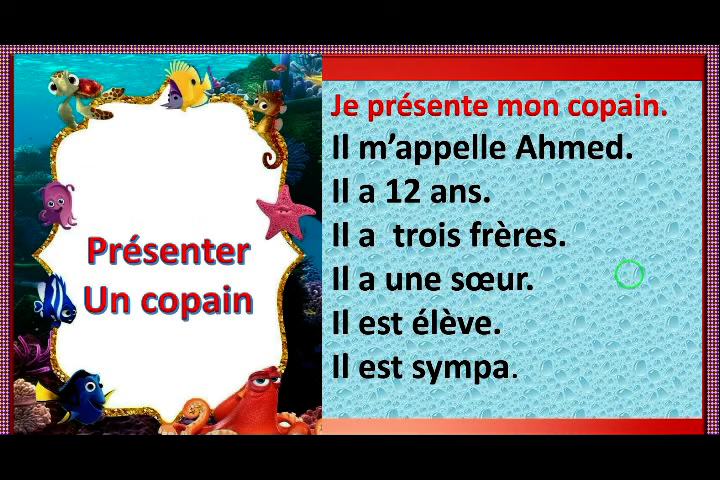 Présenter
Un copain
Je présente mon copain.
Il m'appelle Ahmed.
Il a 12 ans.
Il a trois frères.
Il a une sœur.
Il est élève.
Il est sympa.